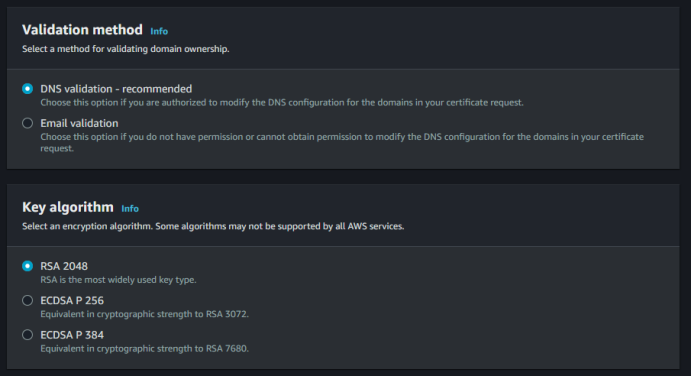 Validation method Info
Select a method for validating domain ownership.
DNS validation - recommended
Choose this option if you are authorized to modify the DNS configuration for the domains in your certificate request.
Email validation
Choose this option if you do not have permission or cannot obtain permission to modify the DNS configuration for the domains in your certificate
request.
Key algorithm Info
Select an encryption algorithm. Some algorithms may not be supported by all AWS services.
RSA 2048
RSA is the most widely used key type.
ECDSA P 256
Equivalent in cryptographic strength to RSA 3072.
ECDSA P 384
Equivalent in cryptographic strength to RSA 7680.